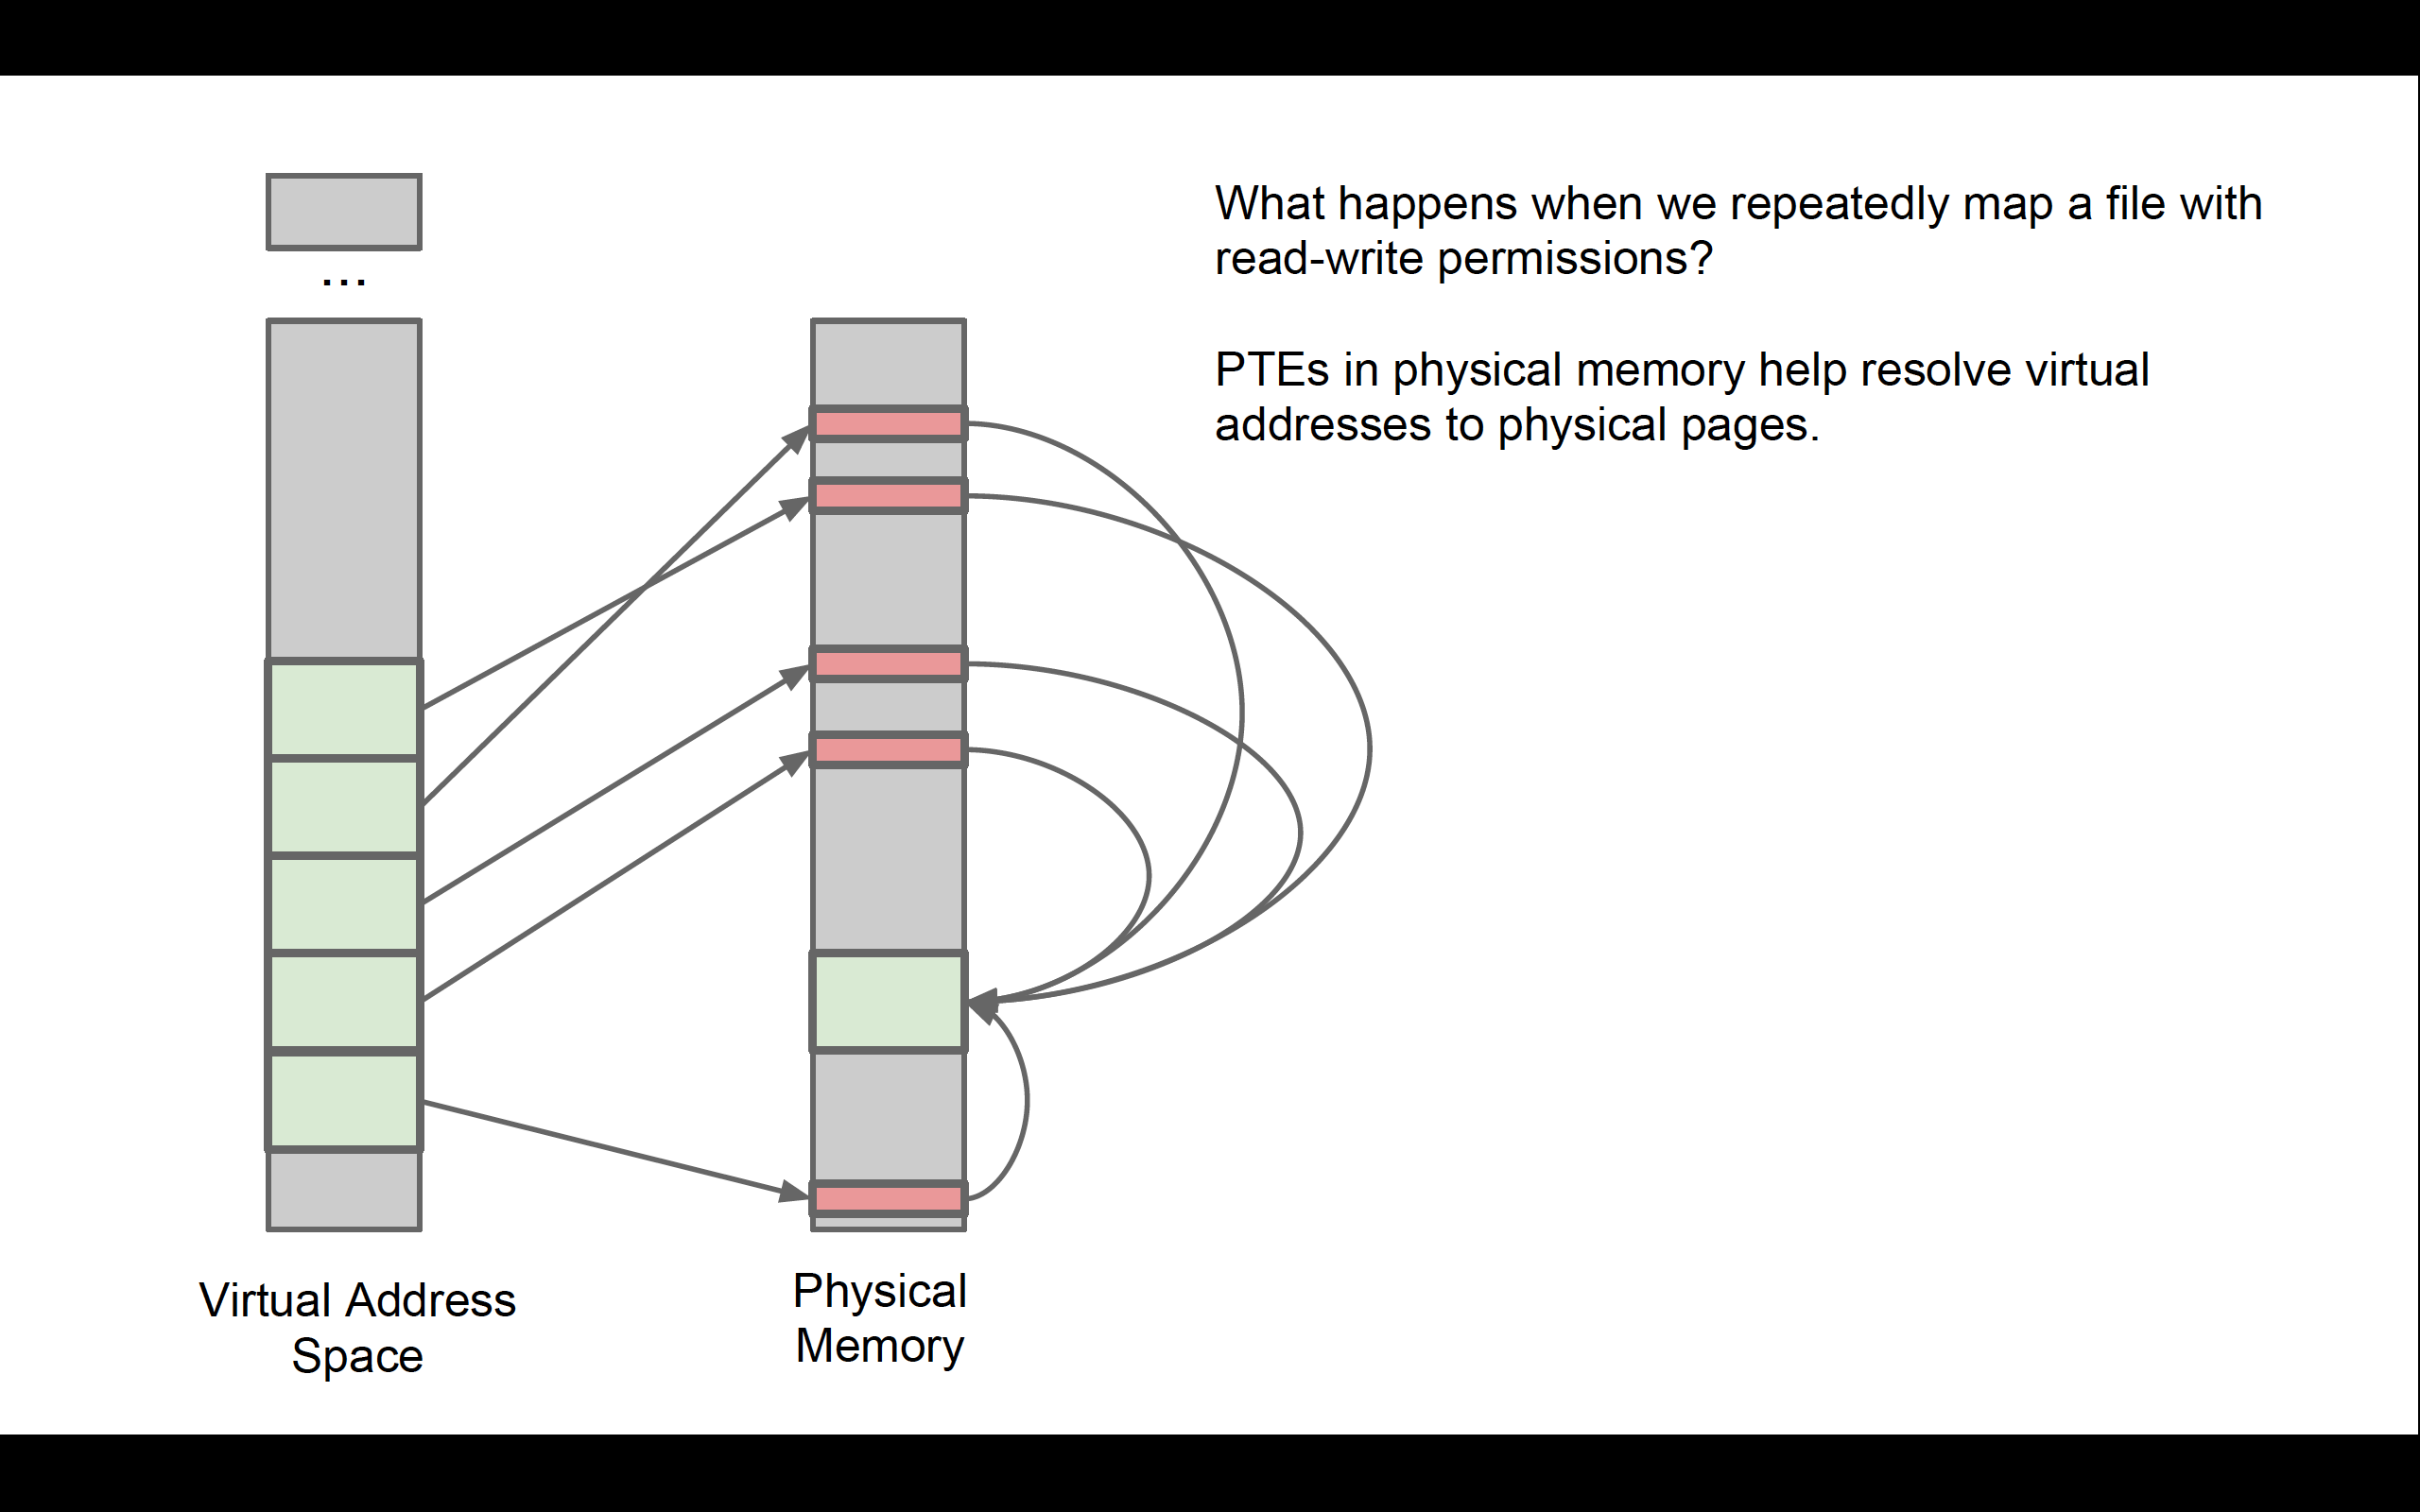 What happens when we repeatedly map a file with
read-write permissions?
PTEs in physical memory help resolve virtual
addresses to physical pages.
...
Virtual Address
Space
Physical
Memory